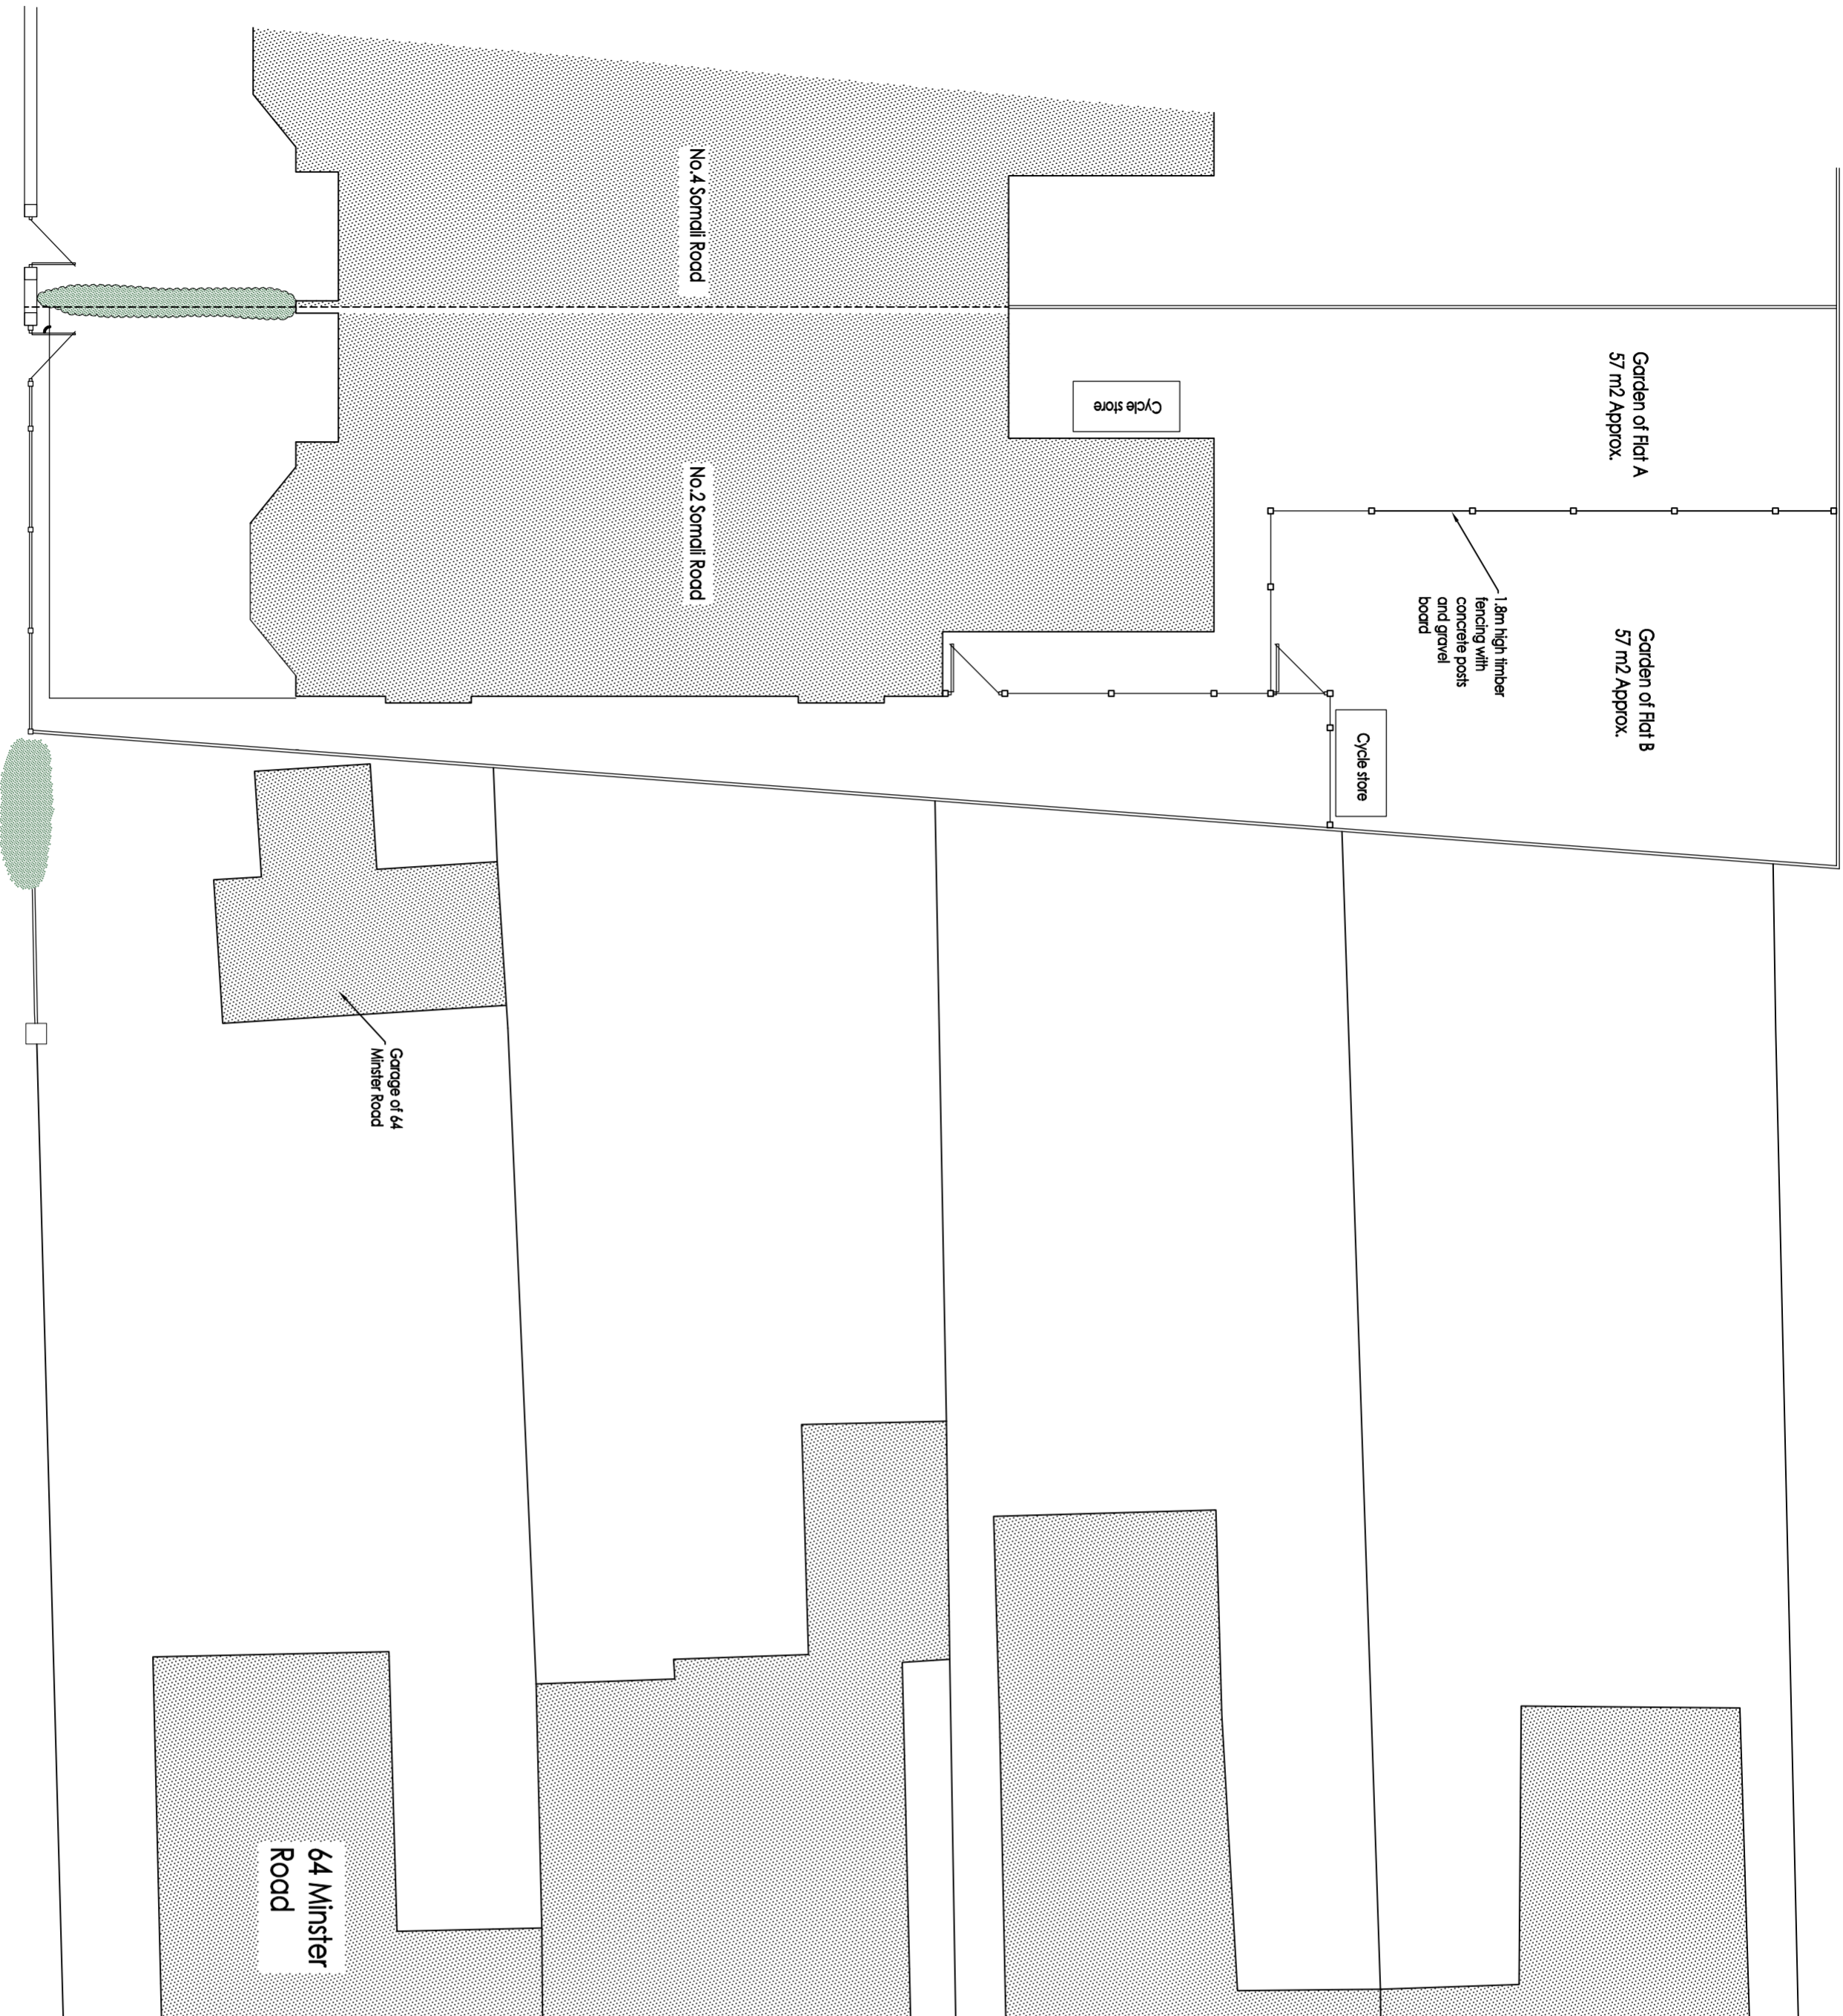 Garden of Flat A
57 m2 Approx.
Garden of Flat B
57 m2 Approx.
1.8m high timber
fencing with
concrete posts
and gravel
board
Cycle store
Cycle store
No.4 Somali Road
No.2 Somali Road
Garage of 64
Minster Road
64 Minster
Road